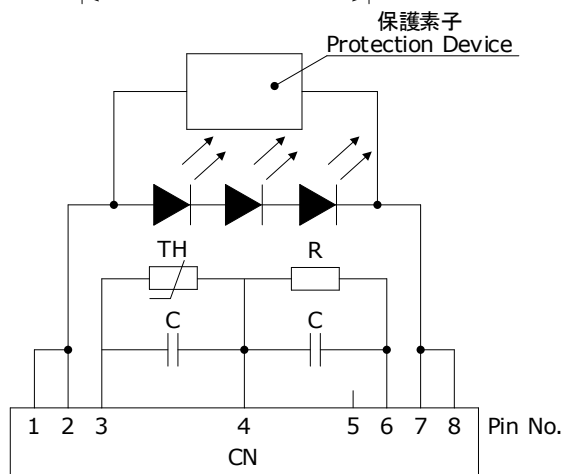 保護素子
Protection Device
TH
R
C
C
1 2 3 4 5 6 7 8 Pin No.
CN